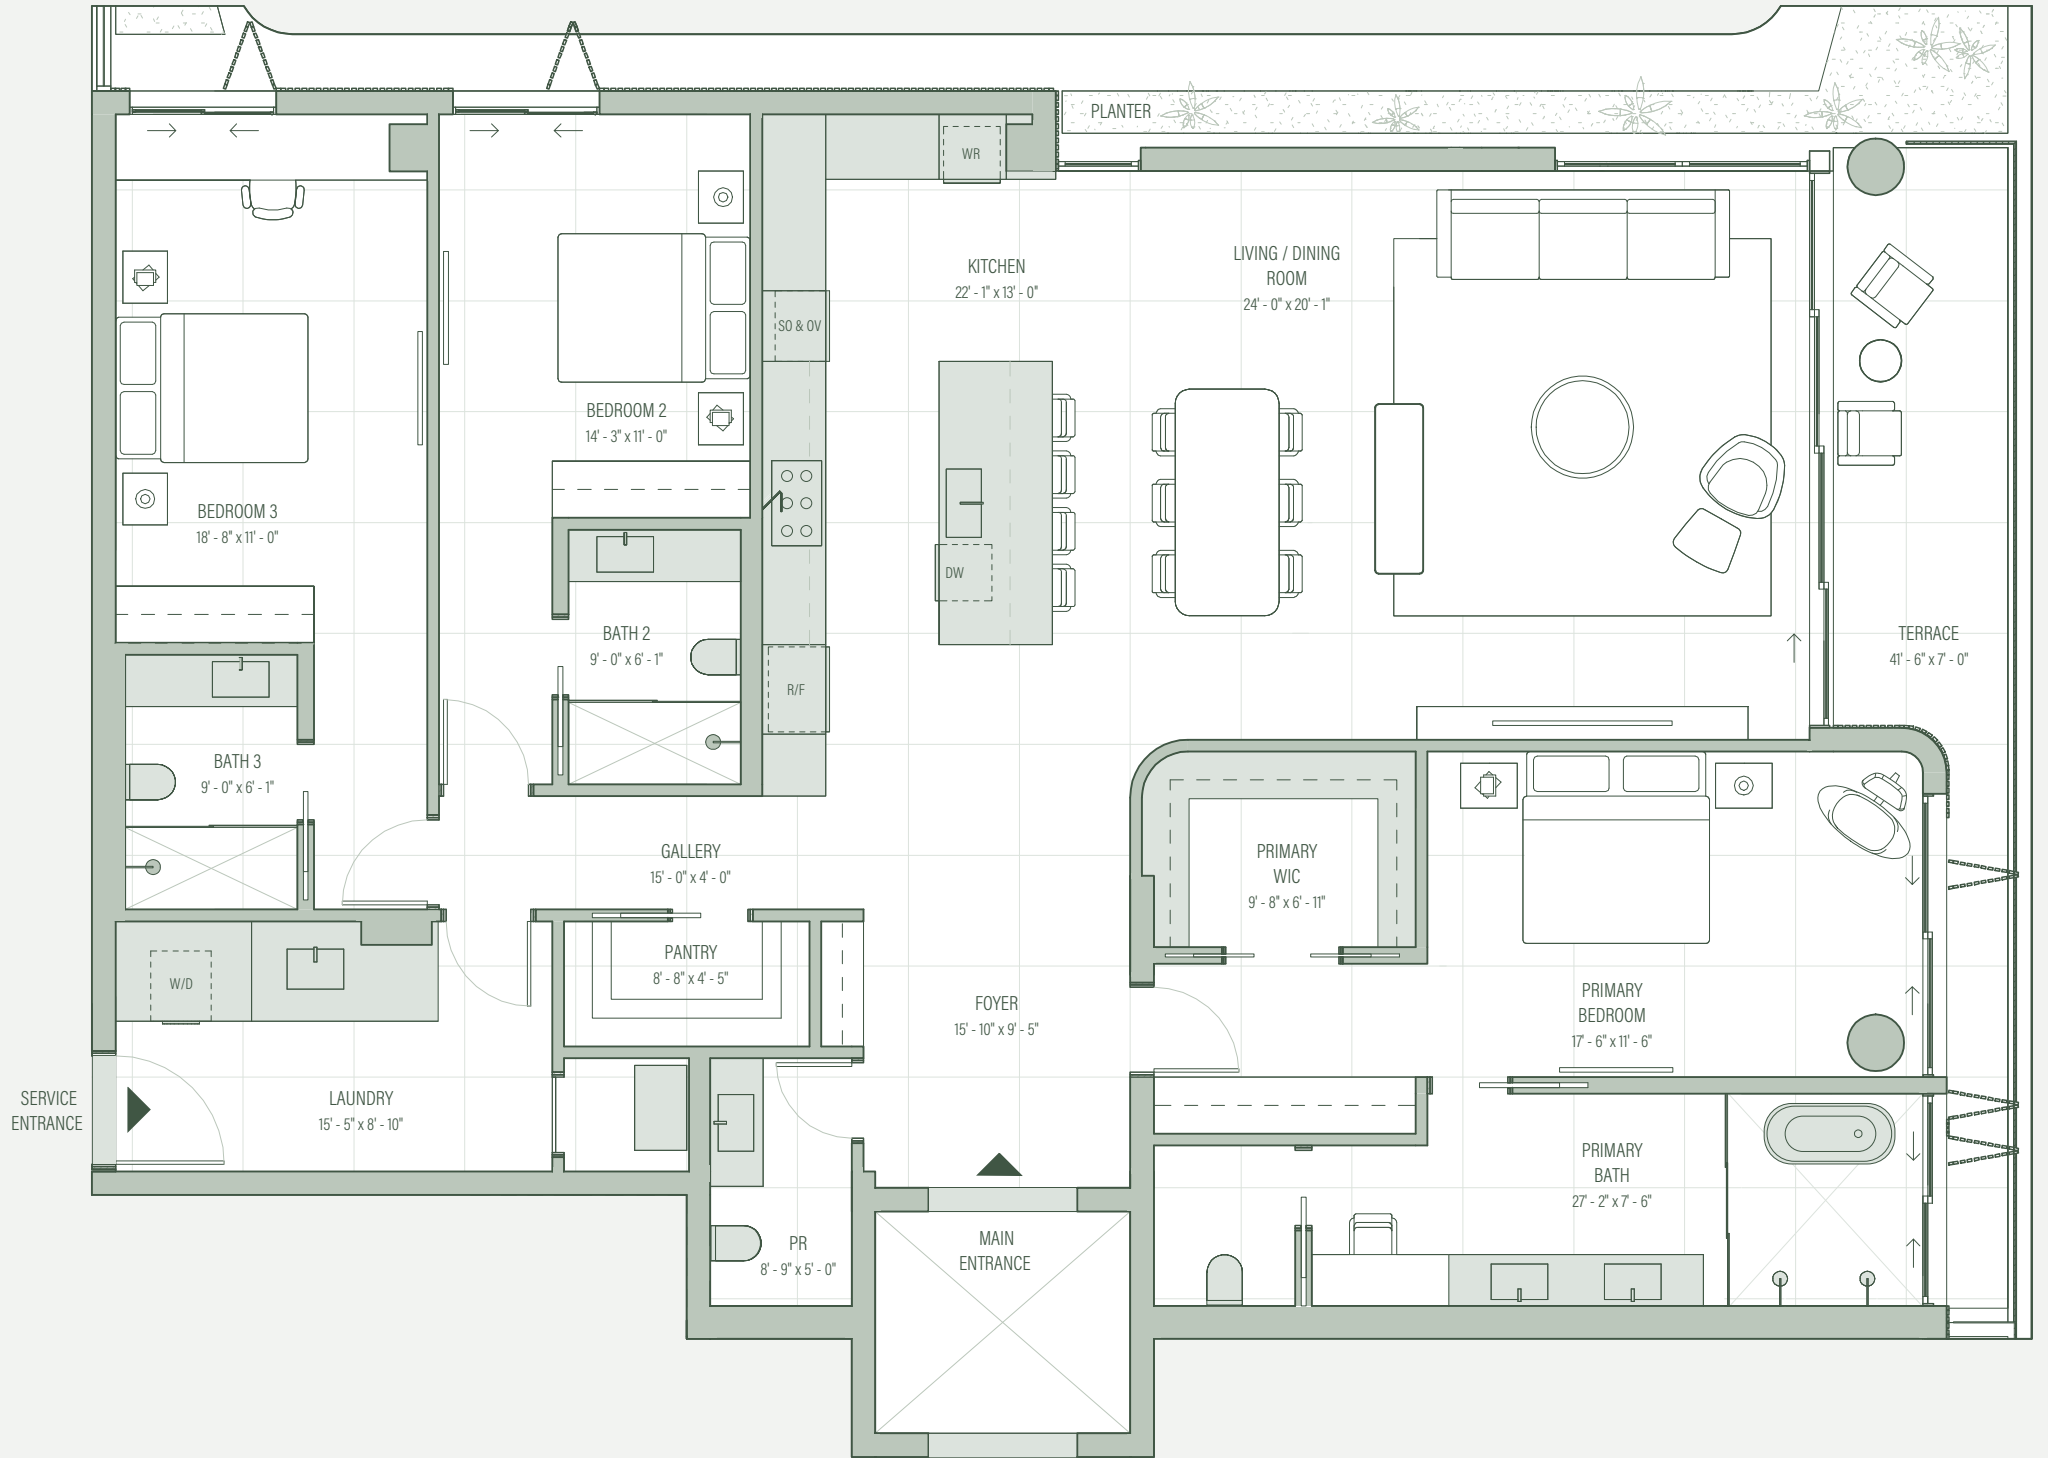 PLANTER
WR
KITCHEN
22' - 1" x 13' - 0"
LIVING / DINING
ROOM
24' - 0" x 20' - 1"
SO & OV
BEDROOM 2
14' - 3" x 11' - 0"
BEDROOM 3
18' - 8" x 11' - 0"
DW
BATH 2
9' - 0" x 6' - 1"
TERRACE
41' - 6" x 7' - 0"
R/F
BATH 3
9' - 0" x 6' - 1"
GALLERY
15' - 0" x 4' - 0"
PRIMARY
WIC
9' - 8" x 6' - 11"
PANTRY
8' - 8" x 4' - 5"
W/D
FOYER
15' - 10" x 9' - 5"
PRIMARY
BEDROOM
17' - 6" x 11' - 6"
SERVICE
ENTRANCE
LAUNDRY
15' - 5" x 8' - 10"
PRIMARY
BATH
27' - 2" x 7' - 6"
PR
8' - 9" x 5' - 0"
MAIN
ENTRANCE